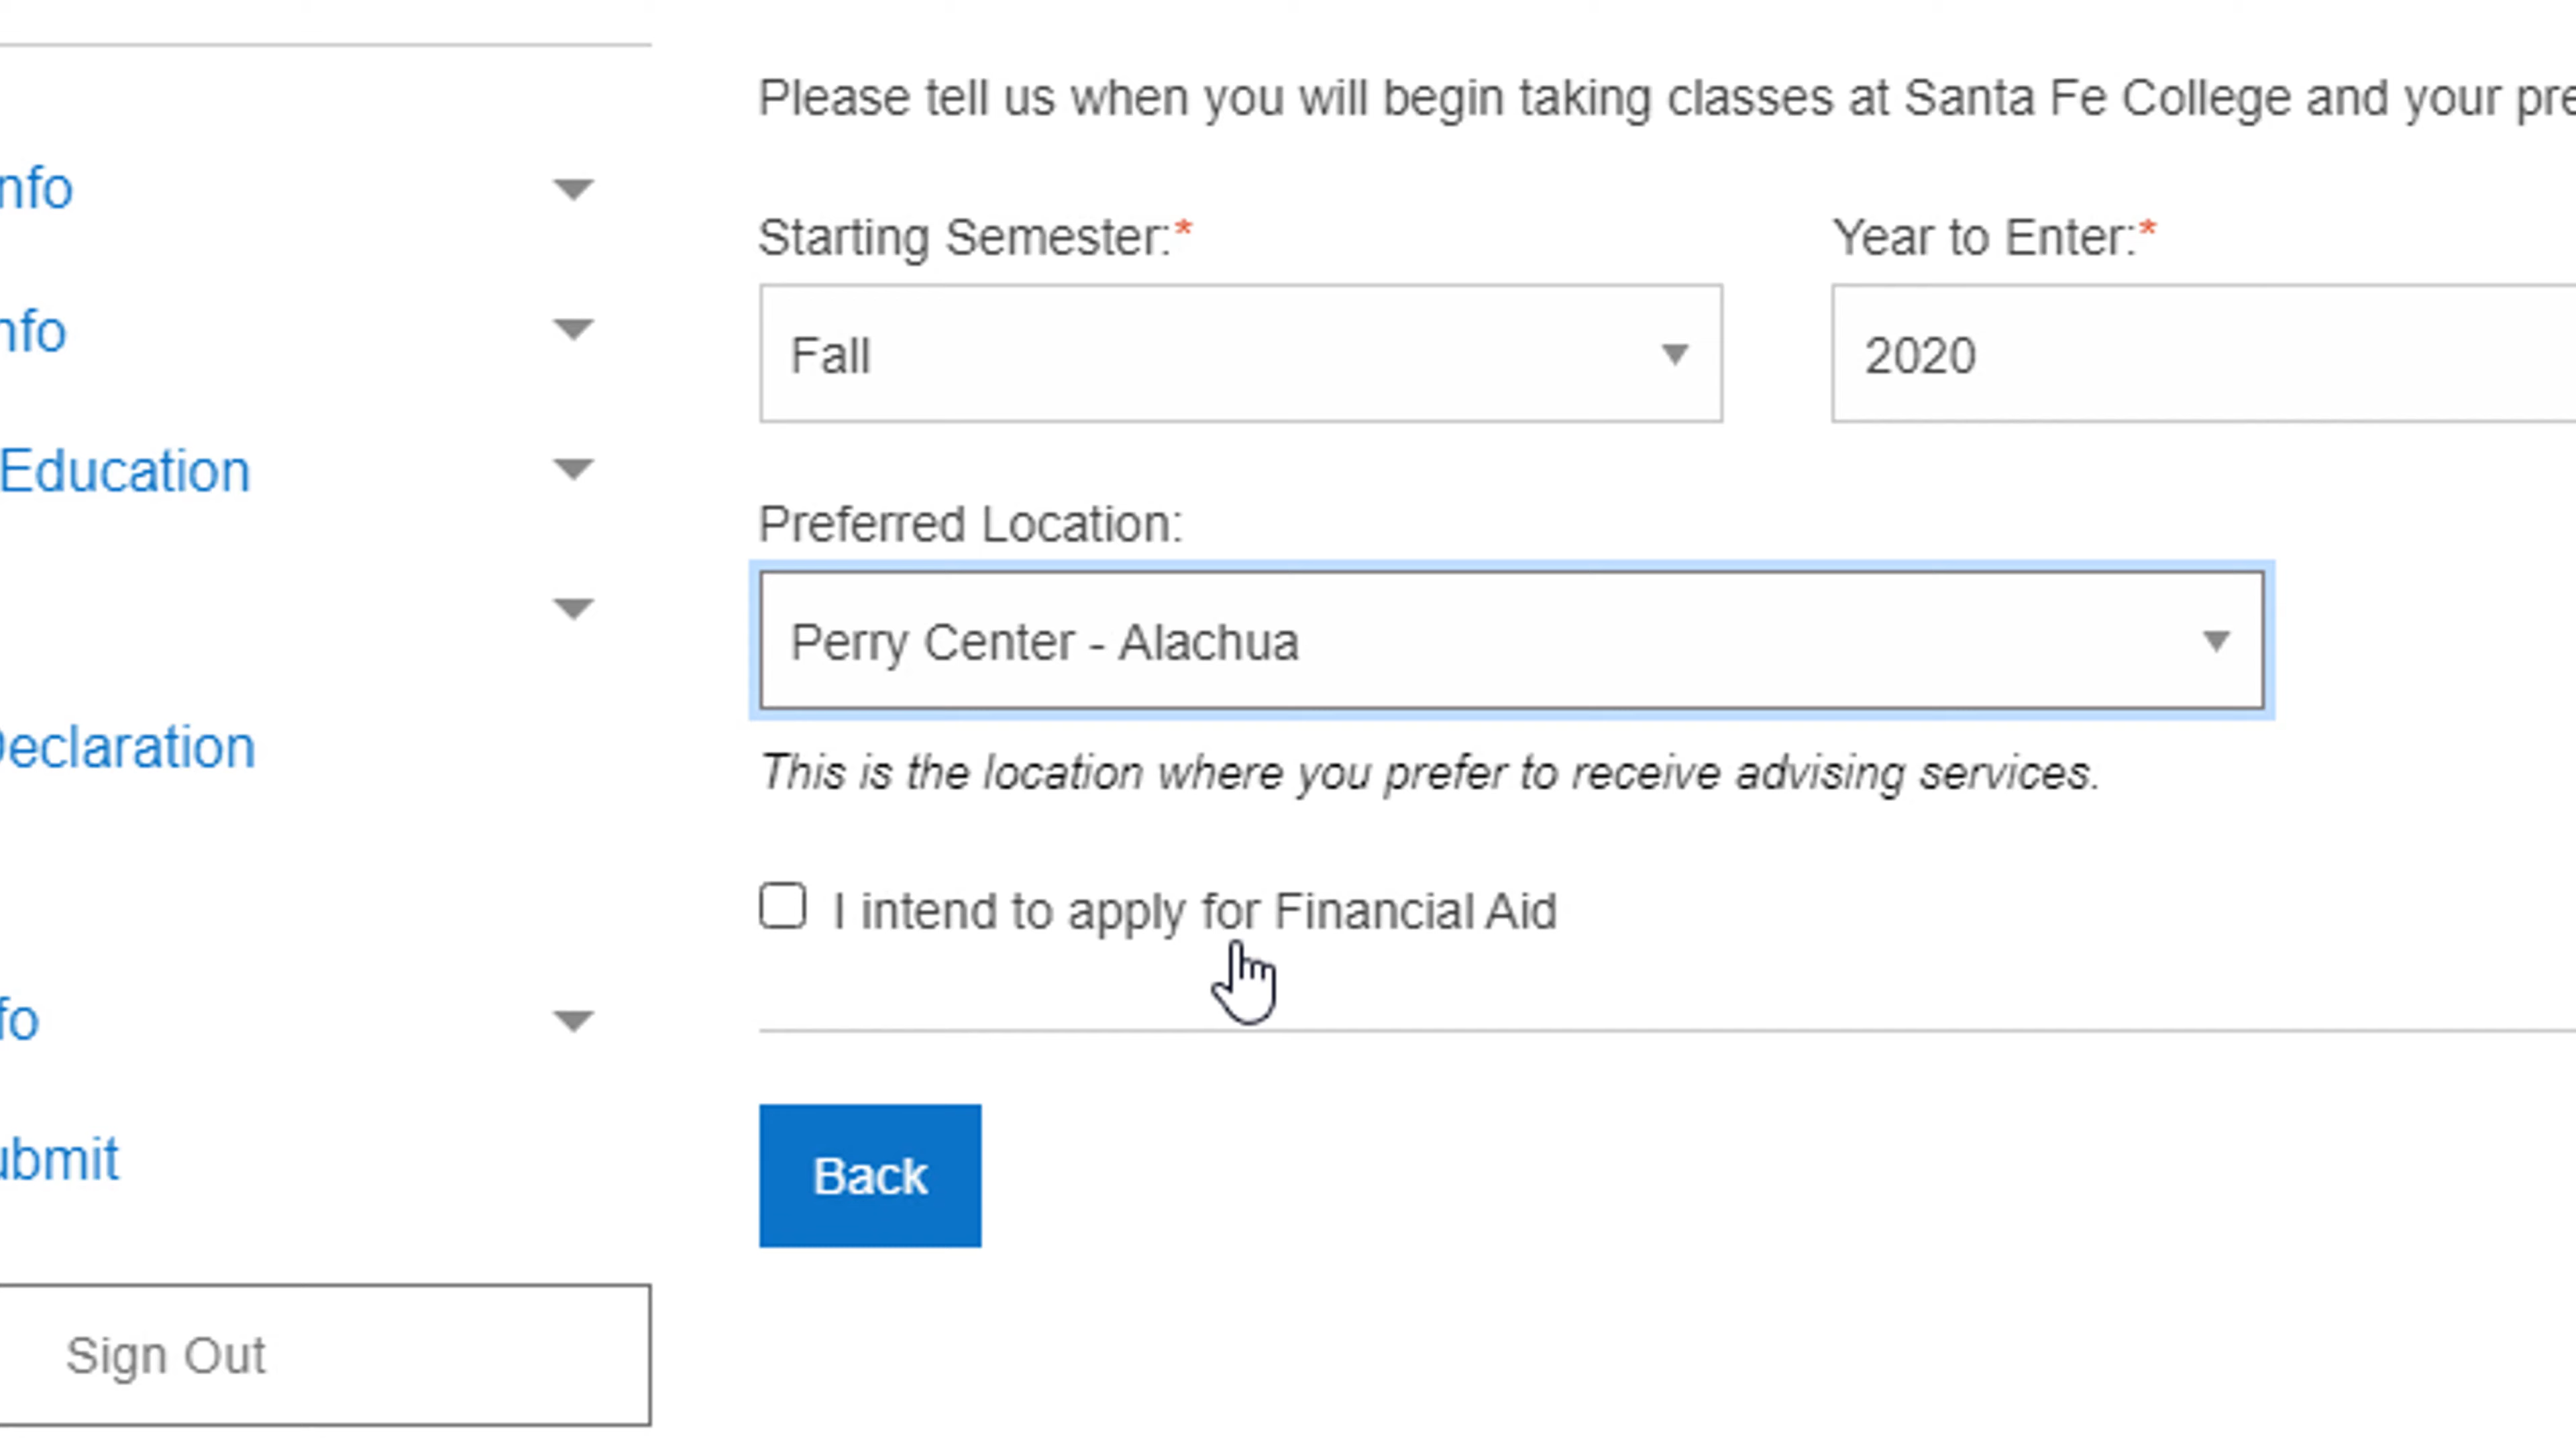 Please tell us when you will begin taking classes at Santa Fe College and your
nfo
Starting Semester:* Year to Enter:*
nfo
Fall 2020
Education
Preferred Location:
Perry Center - Alachua
eclaration
This is the location where you prefer to receive advising services.
I intend to apply for Financial Aid
fo
Back
ubmit
Sign Out